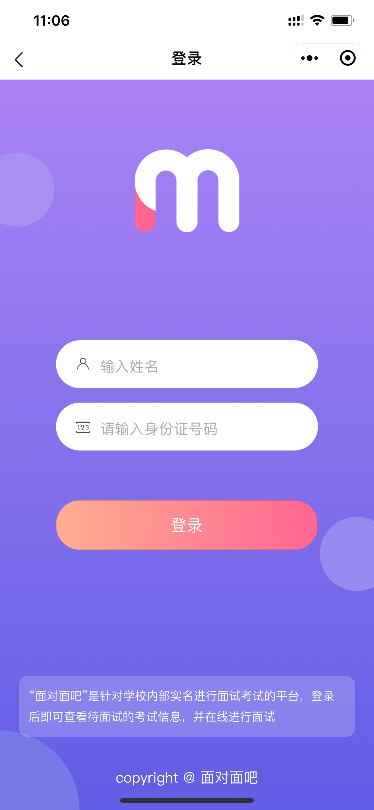 11:06
登录
输入姓名
123
请输入身份证号码
登录
“面对面吧”是针对学校内部实名进行面试考试的平台，登录
后即可查看待面试的考试信息，并在线进行面试
copyright @ 面对面吧